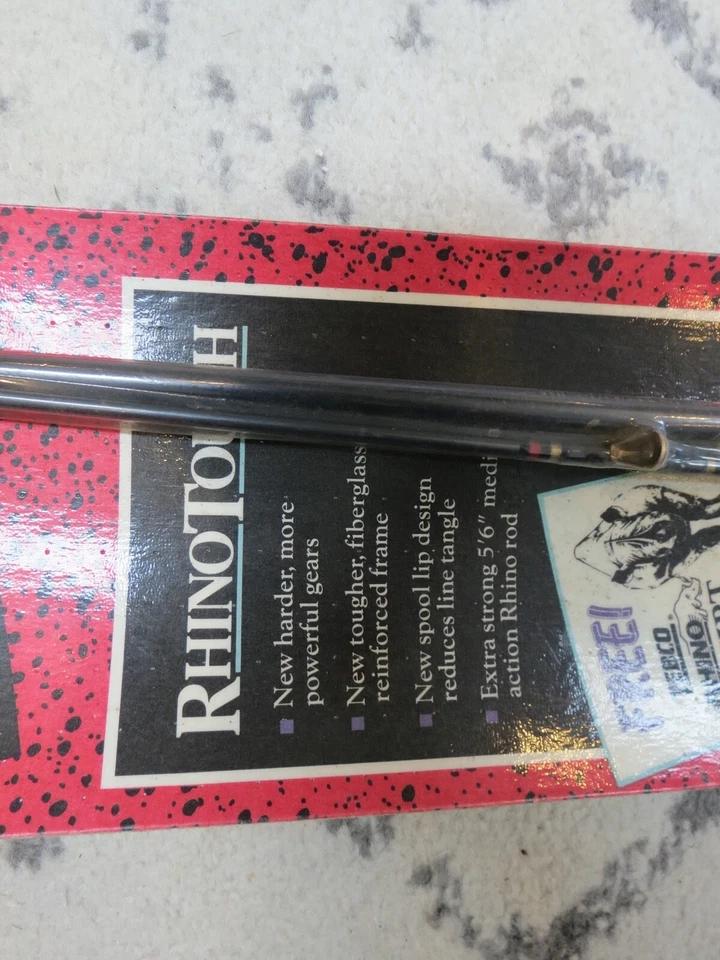 RHINOTOUGH
New harder, more
powerful gears
New tougher, fiberglass
reinforced frame
New spool lip design
reduces line tangle
Extra strong 5'6" medi
action Rhino rod
FREE!
ZEBCO
RHINO